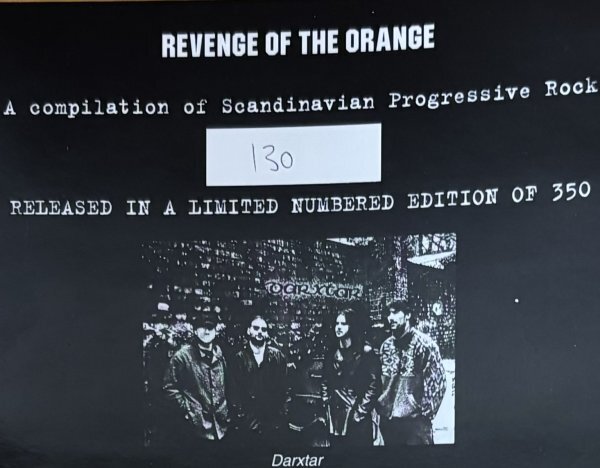 REVENGE OF THE ORANGE
A compilation of Scandinavian Progressive Rock
130
RELEASED IN A LIMITED NUMBERED EDITION OF 350
DARXTAR
Darxtar